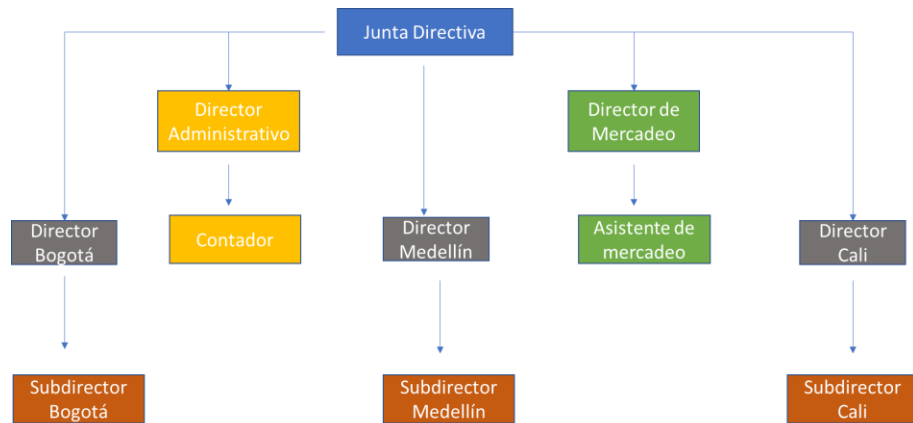 Junta Directiva
Director
Administrativo
Director de
Mercadeo
Director
Bogotá
Contador
Director
Medellín
Asistente de
mercadeo
Director
Cali
Subdirector
Bogotá
Subdirector
Medellín
Subdirector
Cali